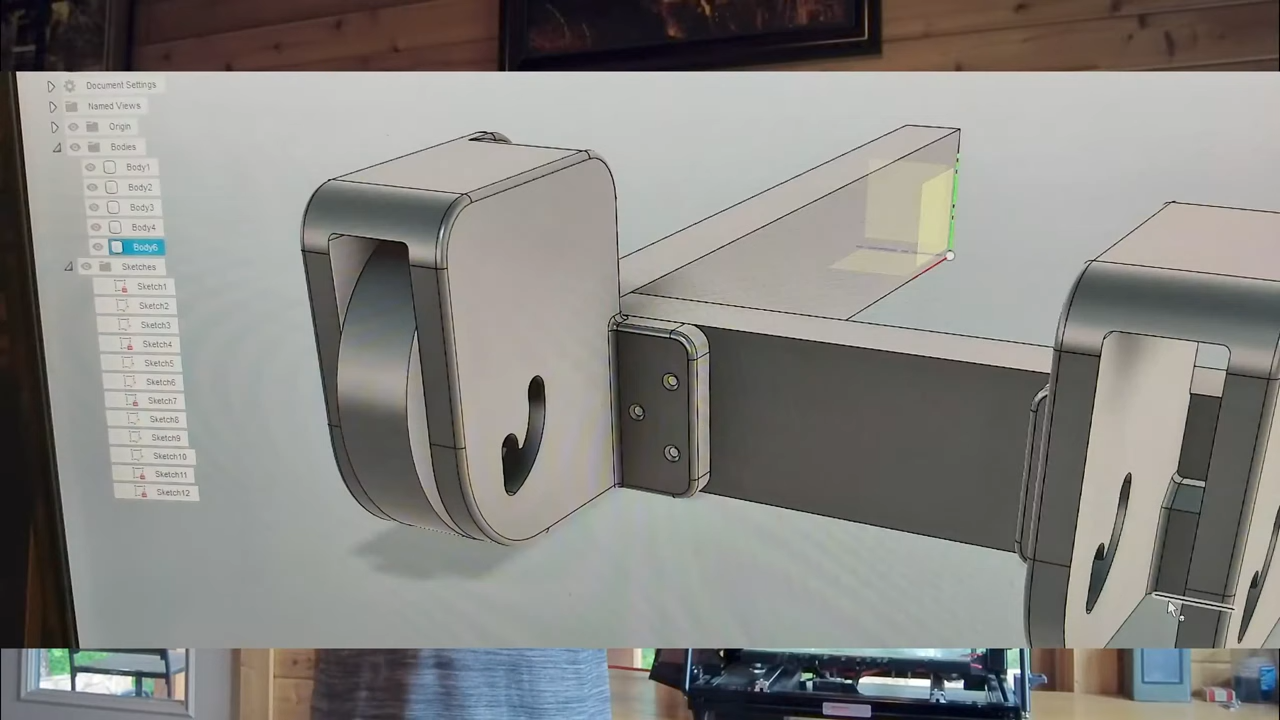 Document Settings
Named Views
Origin
Bodies
Body1
Body2
Body3
Body4
Body6
Sketches
Sketch1
Sketch2
Sketch3
Sketch4
Sketch5
Sketch6
Sketch7
Sketch8
Sketch9
Sketch10
Sketch11
Sketch12